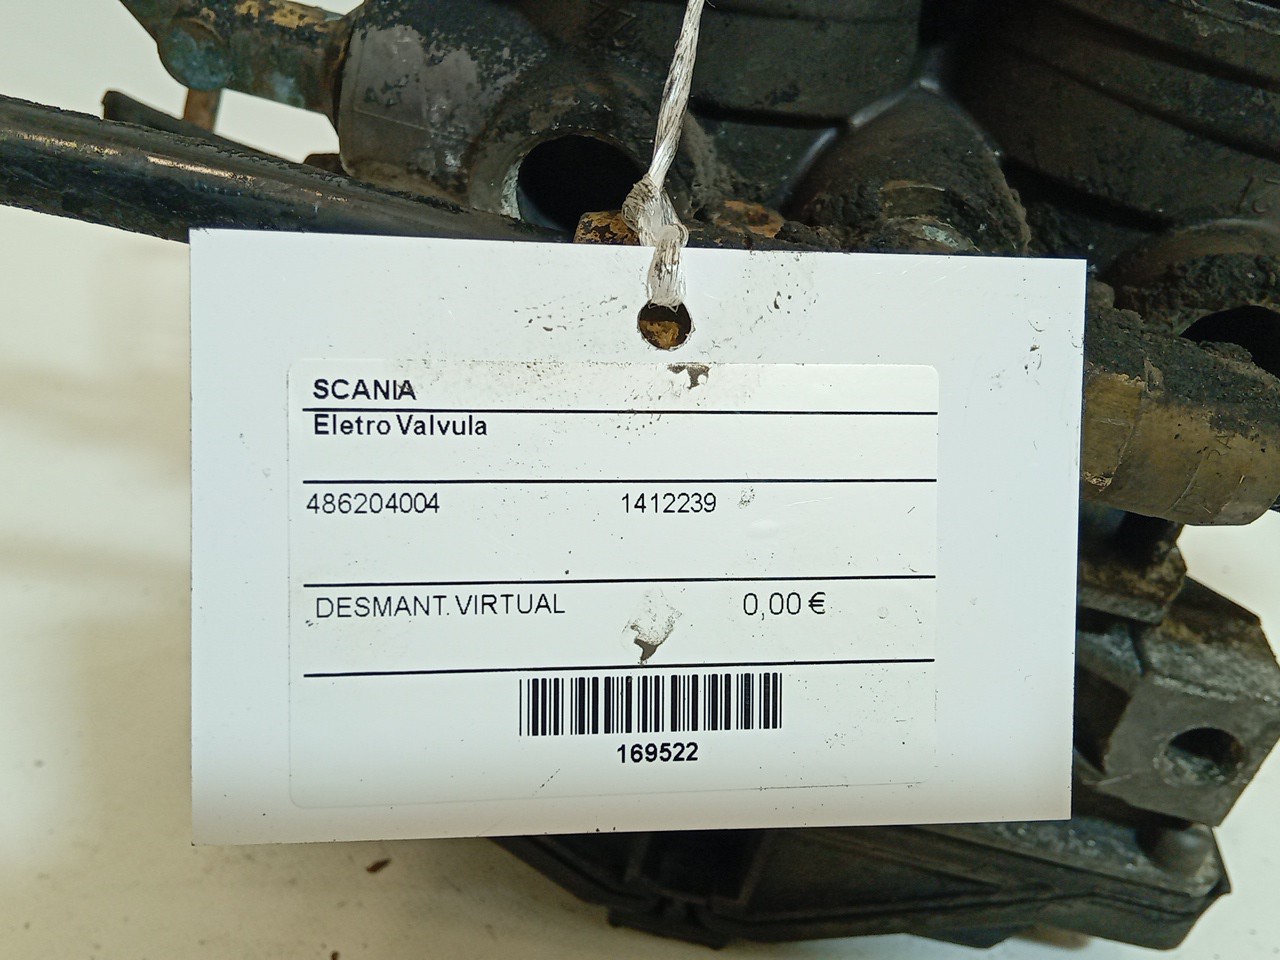 SCANIA
Eletro Valvula
486204004 1412239
DESMANT. VIRTUAL 0,00 €
169522